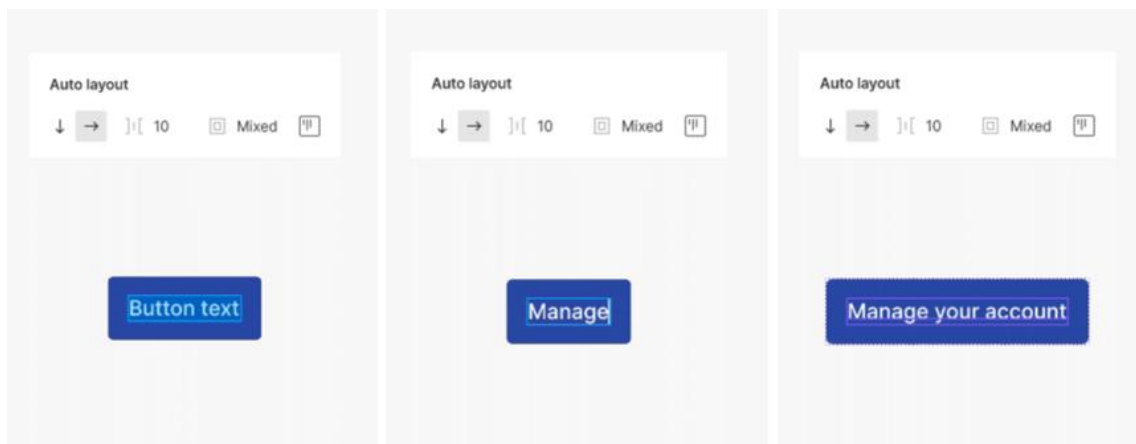 Auto layout
10 Mixed
Button text
Auto layout
10 Mixed
Manage
Auto layout
10 Mixed
Manage your account